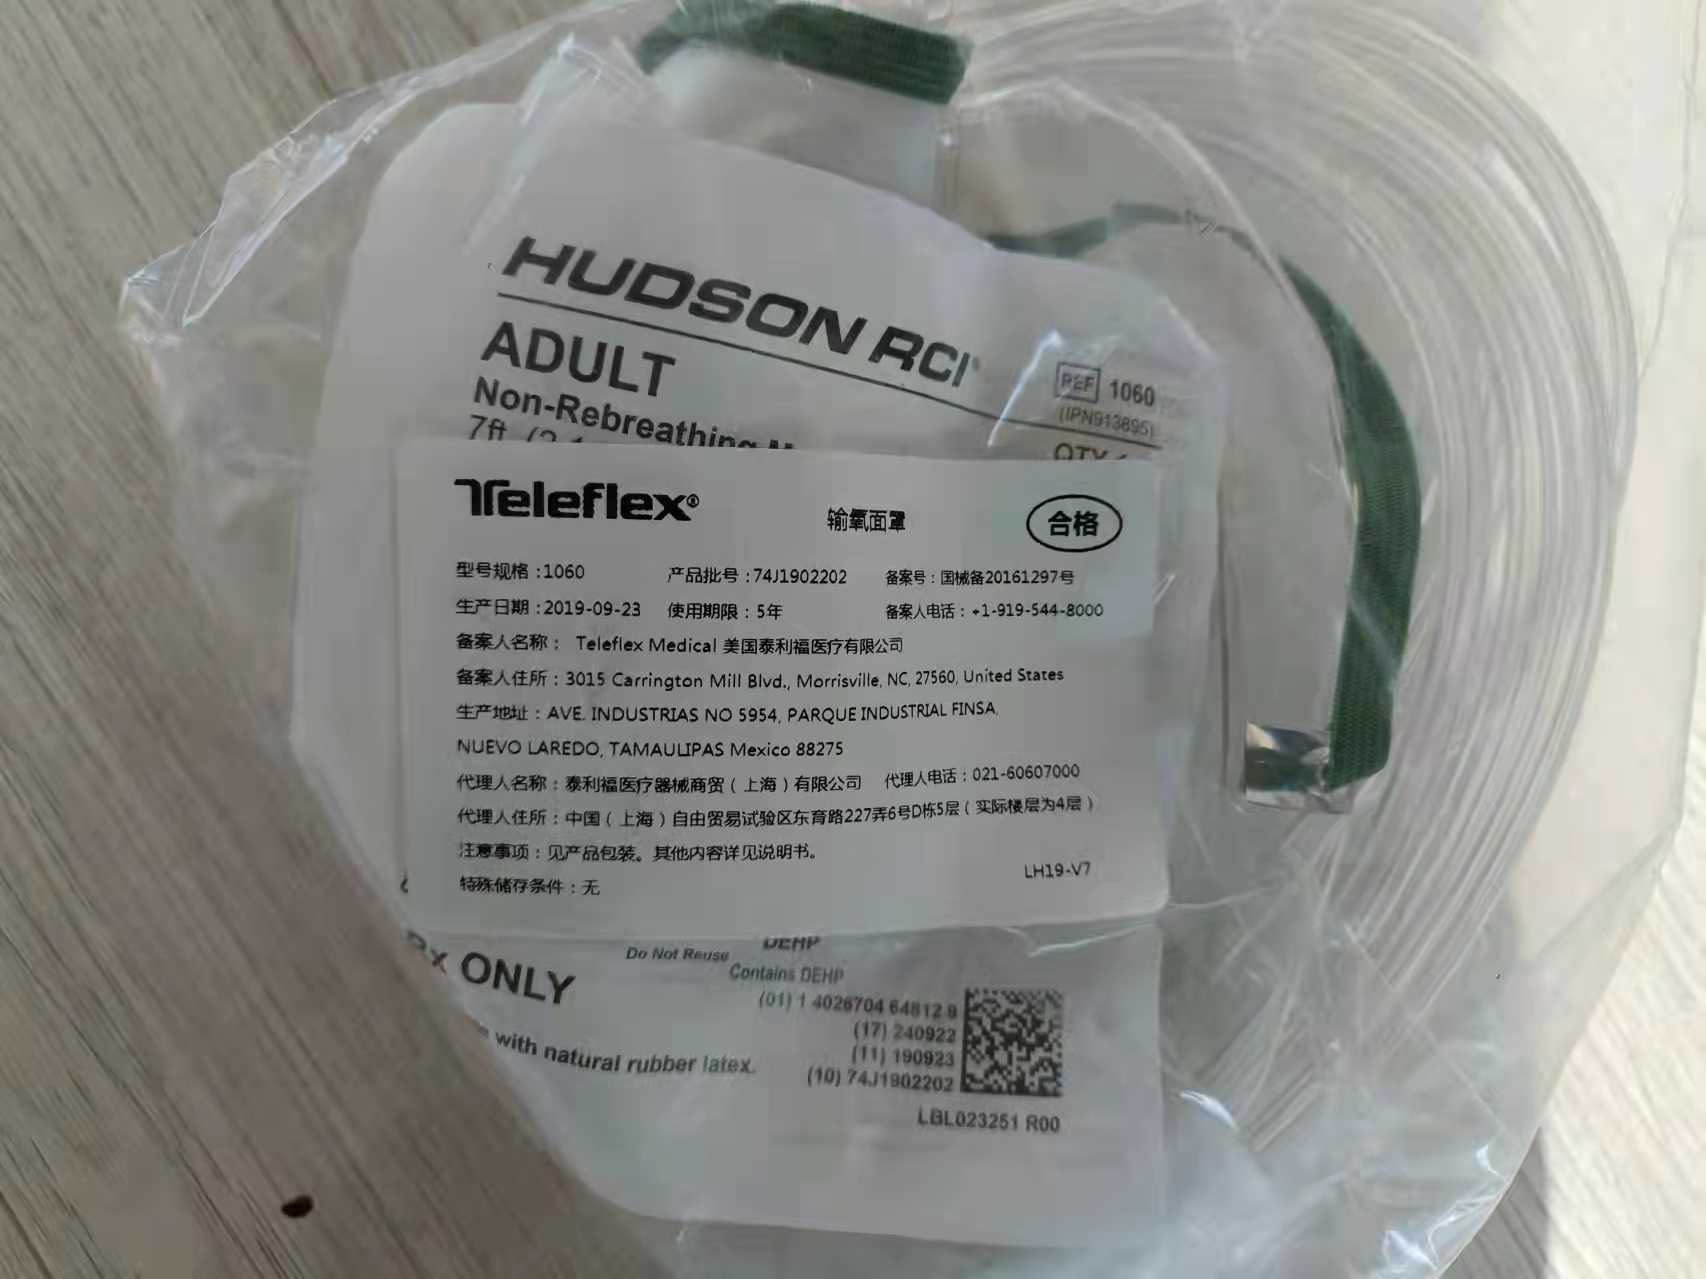 HUDSON RCI
ADULT
REF 1060
Non-Rebreathing
(IPN913895)
7ft.
QTY
Teleflex® 输氧面罩 合格
型号规格：1060 产品批号：74J1902202 备案号：国械备20161297号
生产日期：2019-09-23 使用期限：5年 备案人电话：+1-919-544-8000
备案人名称： Teleflex Medical 美国泰利福医疗有限公司
备案人住所：3015 Carrington Mill Blvd., Morrisville, NC, 27560, United States
生产地址：AVE. INDUSTRIAS NO 5954, PARQUE INDUSTRIAL FINSA,
NUEVO LAREDO, TAMAULIPAS Mexico 88275
代理人名称：泰利福医疗器械商贸（上海）有限公司 代理人电话：021-60607000
代理人住所：中国（上海）自由贸易试验区东育路227弄6号D栋5层（实际楼层为4层）
注意事项：见产品包装。其他内容详见说明书。
LH19-V7
特殊储存条件：无
Rx ONLY
Do Not Reuse
DEHP
Contains DEHP
with natural rubber latex.
(01) 1 4026704 64812 9
(17) 240922
(11) 190923
(10) 74J1902202
LBL023251 R00